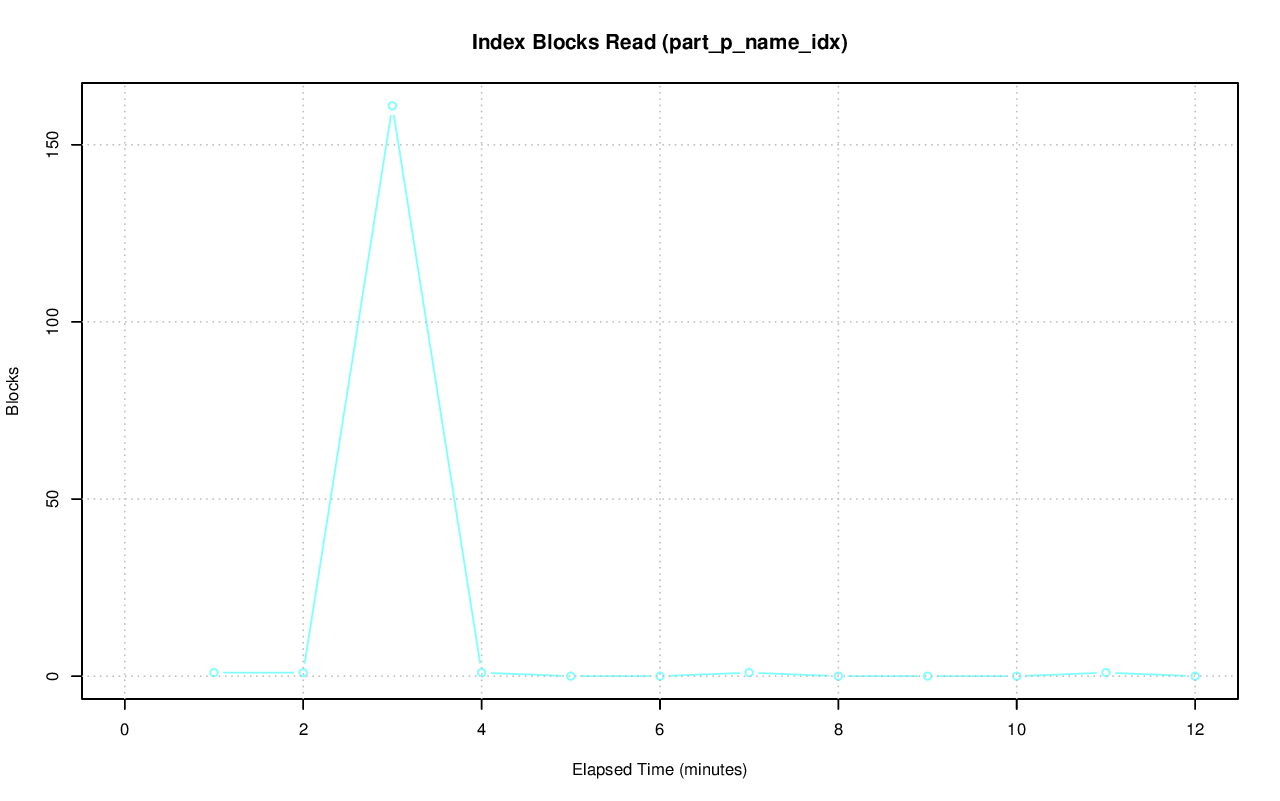 Index Blocks Read (part_p_name_idx)
150
100
50
0
Blocks
0 2 4 6 8 10 12
Elapsed Time (minutes)